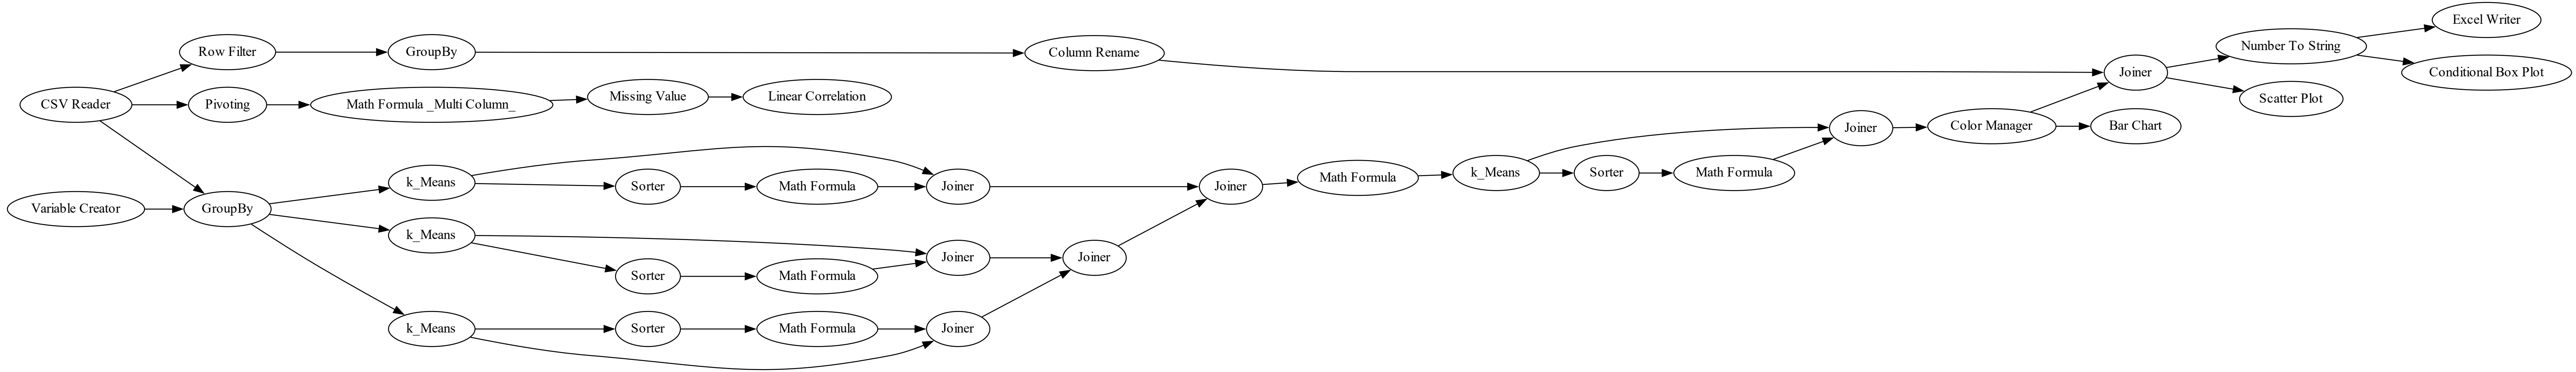 Excel Writer
Row Filter
GroupBy
Column Rename
Number To String
Joiner
Conditional Box Plot
CSV Reader
Pivoting
Math Formula _Multi Column_
Missing Value
Linear Correlation
Scatter Plot
Joiner
Color Manager
Bar Chart
k_Means
Sorter
Math Formula
Joiner
Joiner
Math Formula
k_Means
Sorter
Math Formula
Variable Creator
GroupBy
k_Means
Joiner
Joiner
Sorter
Math Formula
k_Means
Sorter
Math Formula
Joiner